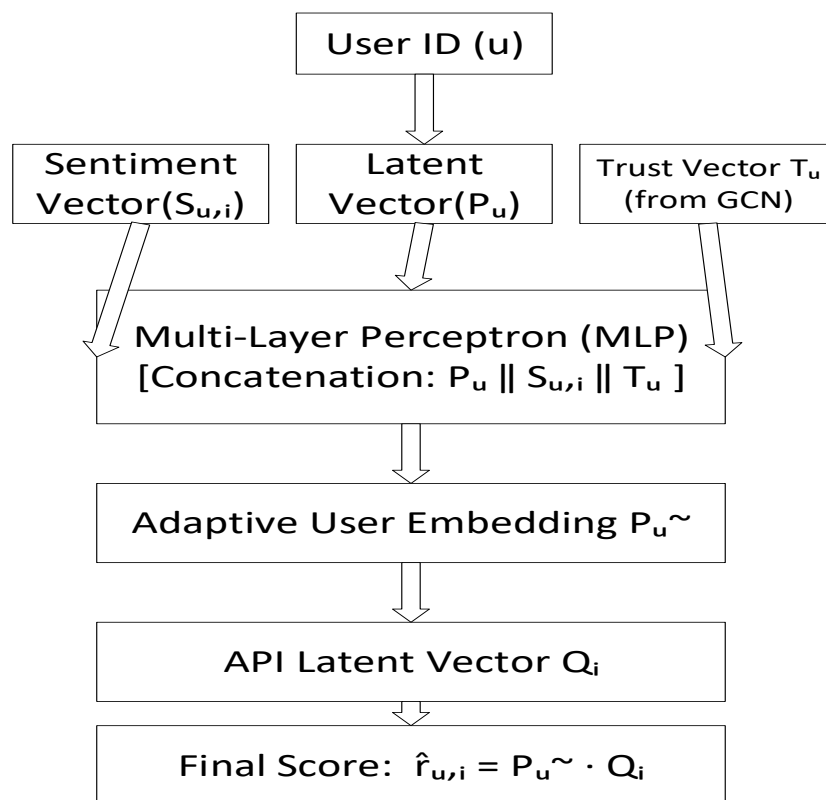 User ID (u)
Sentiment
Vector(Sᵤ,ᵢ)
Latent
Vector(Pᵤ)
Trust Vector Tᵤ
(from GCN)
Multi-Layer Perceptron (MLP)
[Concatenation: Pᵤ || Sᵤ,ᵢ || Tᵤ ]
Adaptive User Embedding Pᵤ~
API Latent Vector Qᵢ
Final Score: r̂ᵤ,ᵢ = Pᵤ~ · Qᵢ